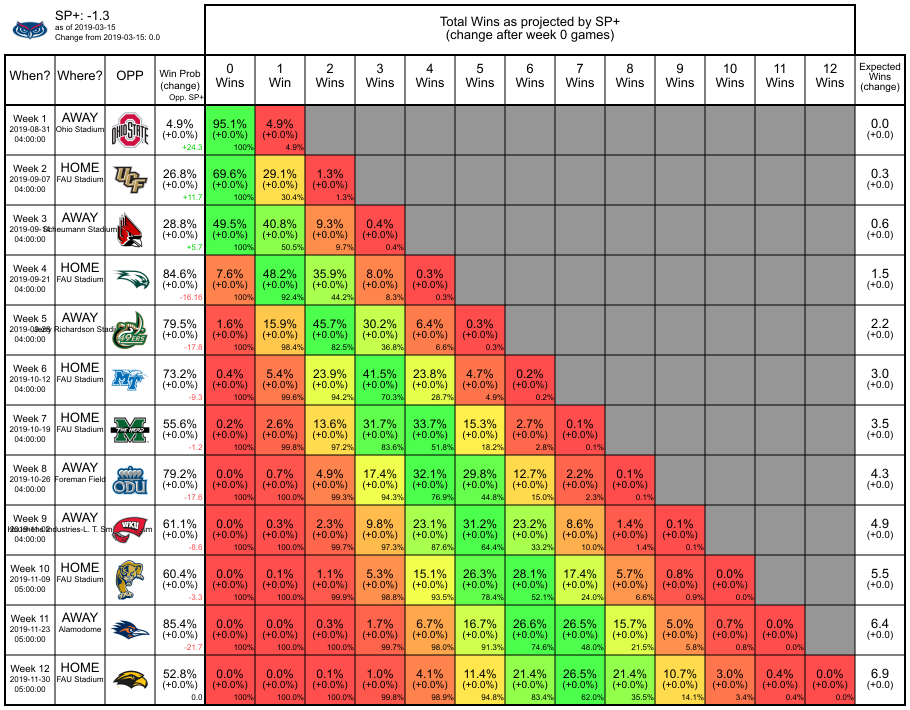 SP+: -1.3
as of 2019-03-15
Change from 2019-03-15: 0.0
Total Wins as projected by SP+
(change after week 0 games)
When? Where? OPP Win Prob (change) Opp. SP+
0 Wins 1 Win 2 Wins 3 Wins 4 Wins 5 Wins 6 Wins 7 Wins 8 Wins 9 Wins 10 Wins 11 Wins 12 Wins
Expected Wins (change)
Week 1 AWAY
2019-08-31 Ohio Stadium
04:00:00
OHIO STATE
4.9% 95.1% 4.9% 0.0
(+0.0%) (+0.0%) (+0.0%) (+0.0)
+24.3 100% 4.9%
Week 2 HOME
2019-09-07 FAU Stadium
04:00:00
UCF
26.8% 69.6% 29.1% 1.3% 0.3
(+0.0%) (+0.0%) (+0.0%) (+0.0%) (+0.0)
+11.7 100% 30.4% 1.3%
Week 3 AWAY
Scheumann Stadium
04:00:00
28.8% 49.5% 40.8% 9.3% 0.4% 0.6
(+0.0%) (+0.0%) (+0.0%) (+0.0%) (+0.0%) (+0.0)
+5.7 100% 50.5% 9.7% 0.4%
Week 4 HOME
2019-09-21 FAU Stadium
04:00:00
84.6% 7.6% 48.2% 35.9% 8.0% 0.3% 1.5
(+0.0%) (+0.0%) (+0.0%) (+0.0%) (+0.0%) (+0.0%) (+0.0)
-16.16 100% 92.4% 44.2% 8.3% 0.3%
Week 5 AWAY
Richardson
04:00:00
49ERS
79.5% 1.6% 15.9% 45.7% 30.2% 6.4% 0.3% 2.2
(+0.0%) (+0.0%) (+0.0%) (+0.0%) (+0.0%) (+0.0%) (+0.0%) (+0.0)
-17.8 100% 98.4% 82.5% 36.8% 6.6% 0.3%
Week 6 HOME
2019-10-12 FAU Stadium
04:00:00
MT
73.2% 0.4% 5.4% 23.9% 41.5% 23.8% 4.7% 0.2% 3.0
(+0.0%) (+0.0%) (+0.0%) (+0.0%) (+0.0%) (+0.0%) (+0.0%) (+0.0%) (+0.0)
-9.3 100% 99.6% 94.2% 70.3% 28.7% 4.9% 0.2%
Week 7 HOME
2019-10-19 FAU Stadium
04:00:00
THE HERD
55.6% 0.2% 2.6% 13.6% 31.7% 33.7% 15.3% 2.7% 0.1% 3.5
(+0.0%) (+0.0%) (+0.0%) (+0.0%) (+0.0%) (+0.0%) (+0.0%) (+0.0%) (+0.0%) (+0.0)
-1.2 100% 99.8% 97.2% 83.6% 51.8% 18.2% 2.8% 0.1%
Week 8 AWAY
2019-10-26 Foreman Field
04:00:00
ODU
79.2% 0.0% 0.7% 4.9% 17.4% 32.1% 29.8% 12.7% 2.2% 0.1% 4.3
(+0.0%) (+0.0%) (+0.0%) (+0.0%) (+0.0%) (+0.0%) (+0.0%) (+0.0%) (+0.0%) (+0.0%) (+0.0)
-17.6 100% 100.0% 99.3% 94.3% 76.9% 44.8% 15.0% 2.3% 0.1%
Week 9 AWAY
04:00:00
WKU
61.1% 0.0% 0.3% 2.3% 9.8% 23.1% 31.2% 23.2% 8.6% 1.4% 0.1% 4.9
(+0.0%) (+0.0%) (+0.0%) (+0.0%) (+0.0%) (+0.0%) (+0.0%) (+0.0%) (+0.0%) (+0.0%) (+0.0%) (+0.0)
-8.6 100% 100.0% 99.7% 97.3% 87.6% 64.4% 33.2% 10.0% 1.4% 0.1%
Week 10 HOME
2019-11-09 FAU Stadium
05:00:00
60.4% 0.0% 0.1% 1.1% 5.3% 15.1% 26.3% 28.1% 17.4% 5.7% 0.8% 0.0% 5.5
(+0.0%) (+0.0%) (+0.0%) (+0.0%) (+0.0%) (+0.0%) (+0.0%) (+0.0%) (+0.0%) (+0.0%) (+0.0%) (+0.0%) (+0.0)
-3.3 100% 100.0% 99.9% 98.8% 93.5% 78.4% 52.1% 24.0% 6.6% 0.9% 0.0%
Week 11 AWAY
2019-11-23 Alamodome
05:00:00
85.4% 0.0% 0.0% 0.3% 1.7% 6.7% 16.7% 26.6% 26.5% 15.7% 5.0% 0.7% 0.0% 6.4
(+0.0%) (+0.0%) (+0.0%) (+0.0%) (+0.0%) (+0.0%) (+0.0%) (+0.0%) (+0.0%) (+0.0%) (+0.0%) (+0.0%) (+0.0%) (+0.0)
-21.7 100% 100.0% 100.0% 99.7% 98.0% 91.3% 74.6% 48.0% 21.5% 5.8% 0.8% 0.0%
Week 12 HOME
2019-11-30 FAU Stadium
05:00:00
52.8% 0.0% 0.0% 0.1% 1.0% 4.1% 11.4% 21.4% 26.5% 21.4% 10.7% 3.0% 0.4% 0.0% 6.9
(+0.0%) (+0.0%) (+0.0%) (+0.0%) (+0.0%) (+0.0%) (+0.0%) (+0.0%) (+0.0%) (+0.0%) (+0.0%) (+0.0%) (+0.0%) (+0.0%) (+0.0)
0.0 100% 100.0% 100.0% 99.8% 98.9% 94.8% 83.4% 62.0% 35.5% 14.1% 3.4% 0.4% 0.0%